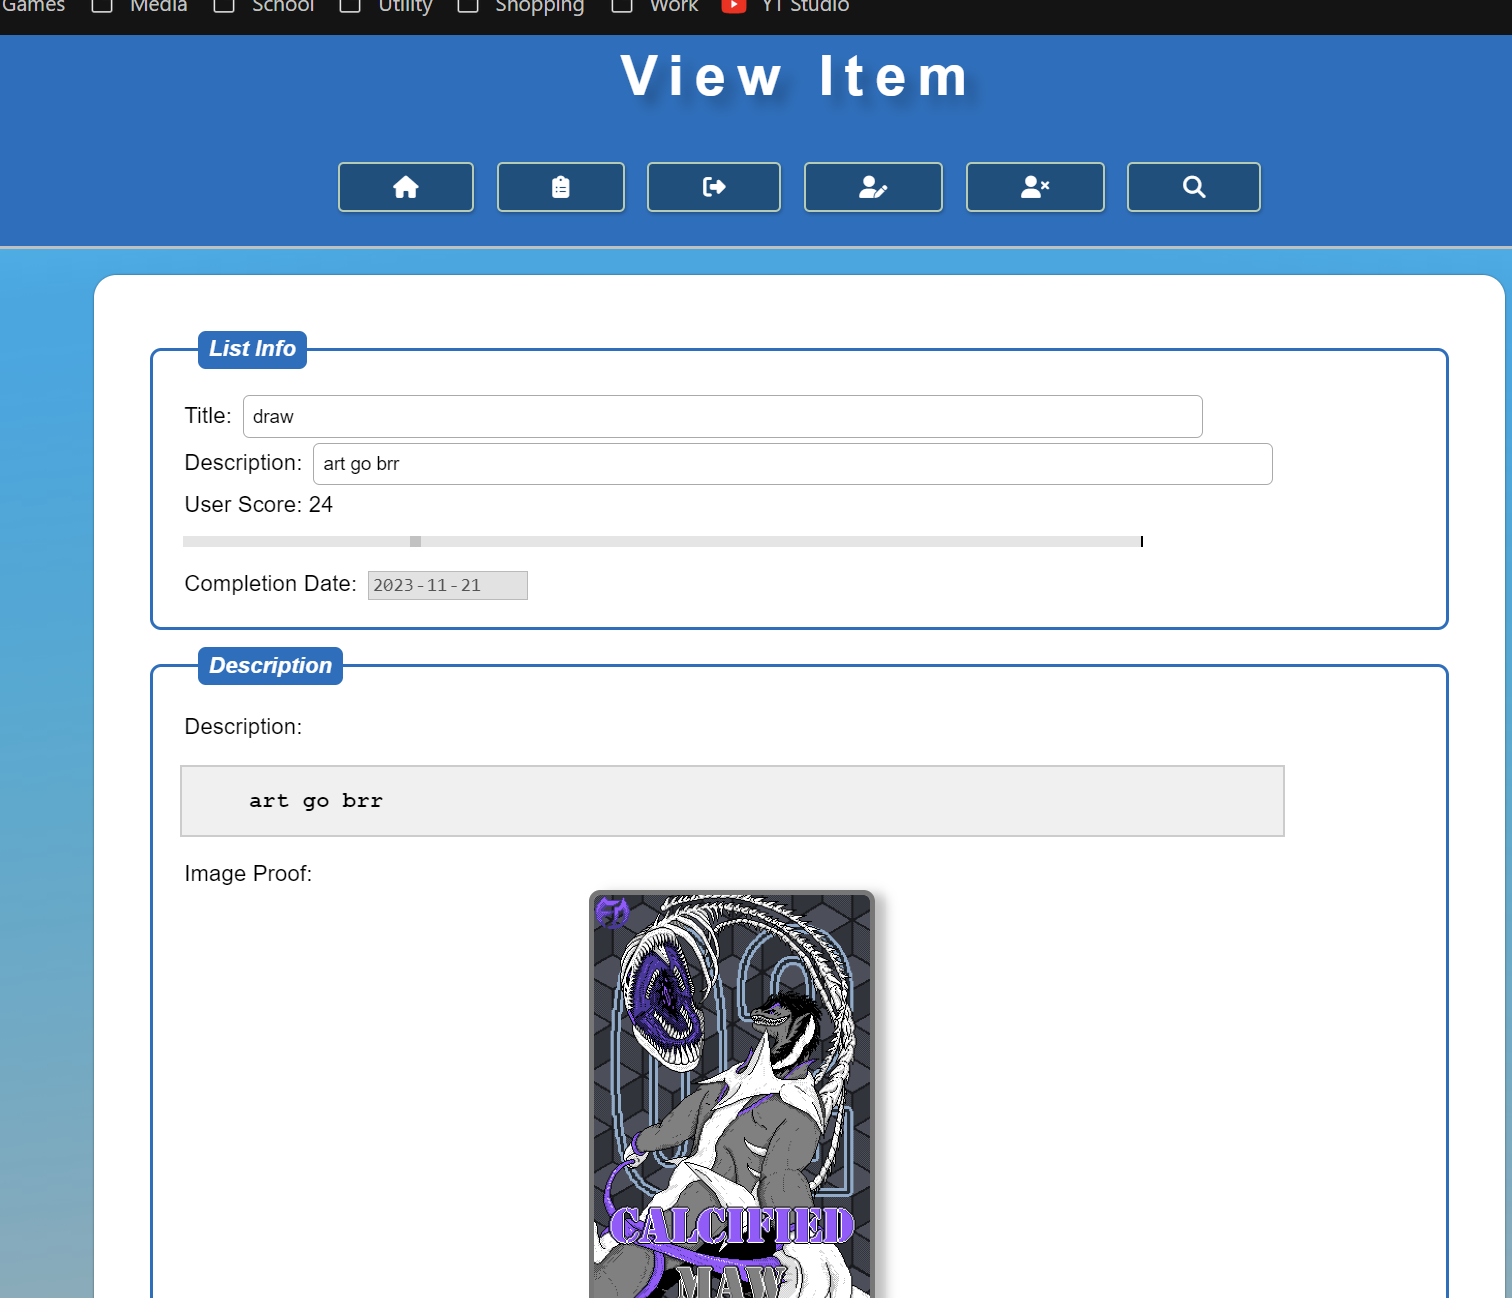 Games Media School Utility Shopping Work YT Studio
View Item
List Info
Title: draw
Description: art go brr
User Score: 24
Completion Date: 2023-11-21
Description
Description:
art go brr
Image Proof:
02
CALCIFIED
MAW